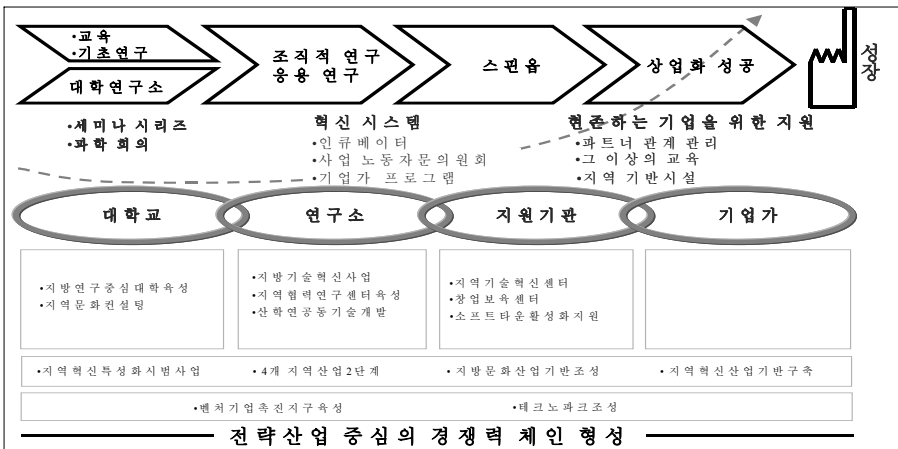 •교육
•기초연구
대학연구소
조직적 연구
응용 연구
스핀읍
상업화 성공
성장
•세미나 시리즈
•과학 회의
혁신 시스템
•인큐베이터
•사업 노동자문의원회
•기업가 프로그램
현존하는 기업을 위한 지원
•파트너 관계 관리
•그 이상의 교육
•지역 기반시설
대학교
연구소
지원기관
기업가
•지방연구중심대학육성
•지역문화컨설팅
•지방기술혁신사업
•지역협력연구센터육성
•산학연공동기술개발
•지역기술혁신센터
•창업보육센터
•소프트타운활성화지원
•지역혁신특성화시범사업
• 4개 지역산업2단계
• 지방문화산업기반조성
• 지역혁신산업기반구축
•벤처기업촉진지구육성
•테크노파크조성
전략산업 중심의 경쟁력 체인 형성